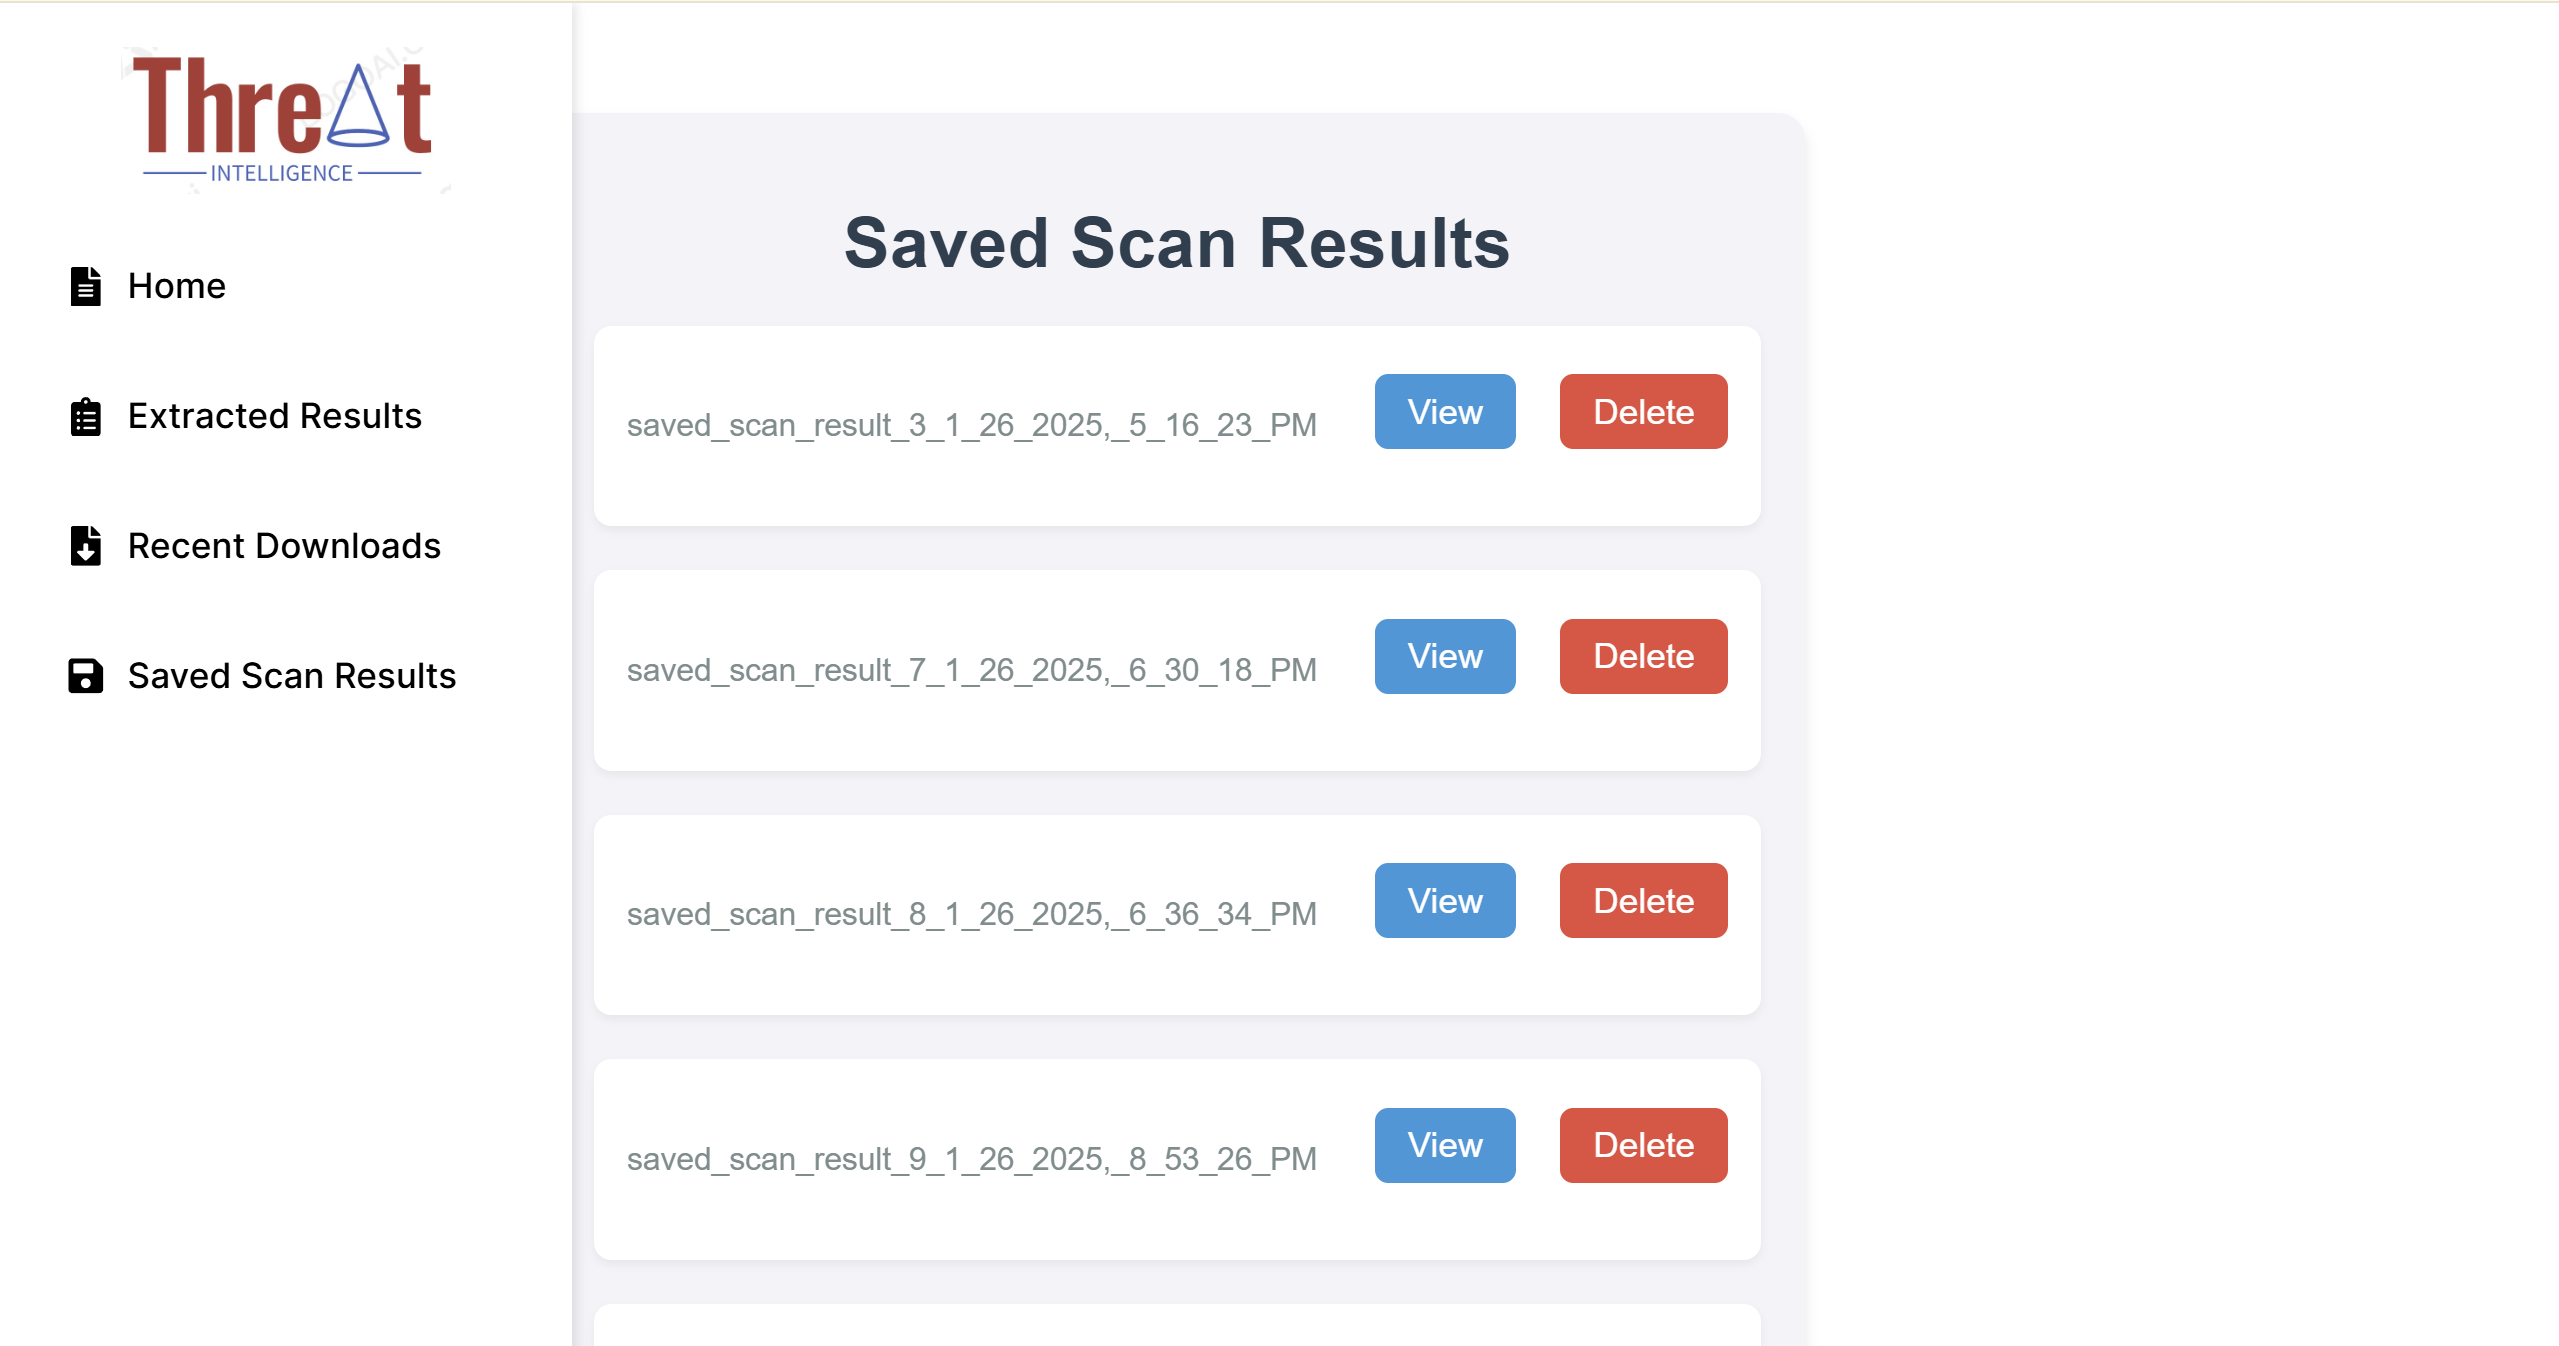 Thre t
INTELLIGENCE
Home
Extracted Results
Recent Downloads
Saved Scan Results
Saved Scan Results
saved_scan_result_3_1_26_2025,_5_16_23_PM
View
Delete
saved_scan_result_7_1_26_2025,_6_30_18_PM
View
Delete
saved_scan_result_8_1_26_2025,_6_36_34_PM
View
Delete
saved_scan_result_9_1_26_2025,_8_53_26_PM
View
Delete